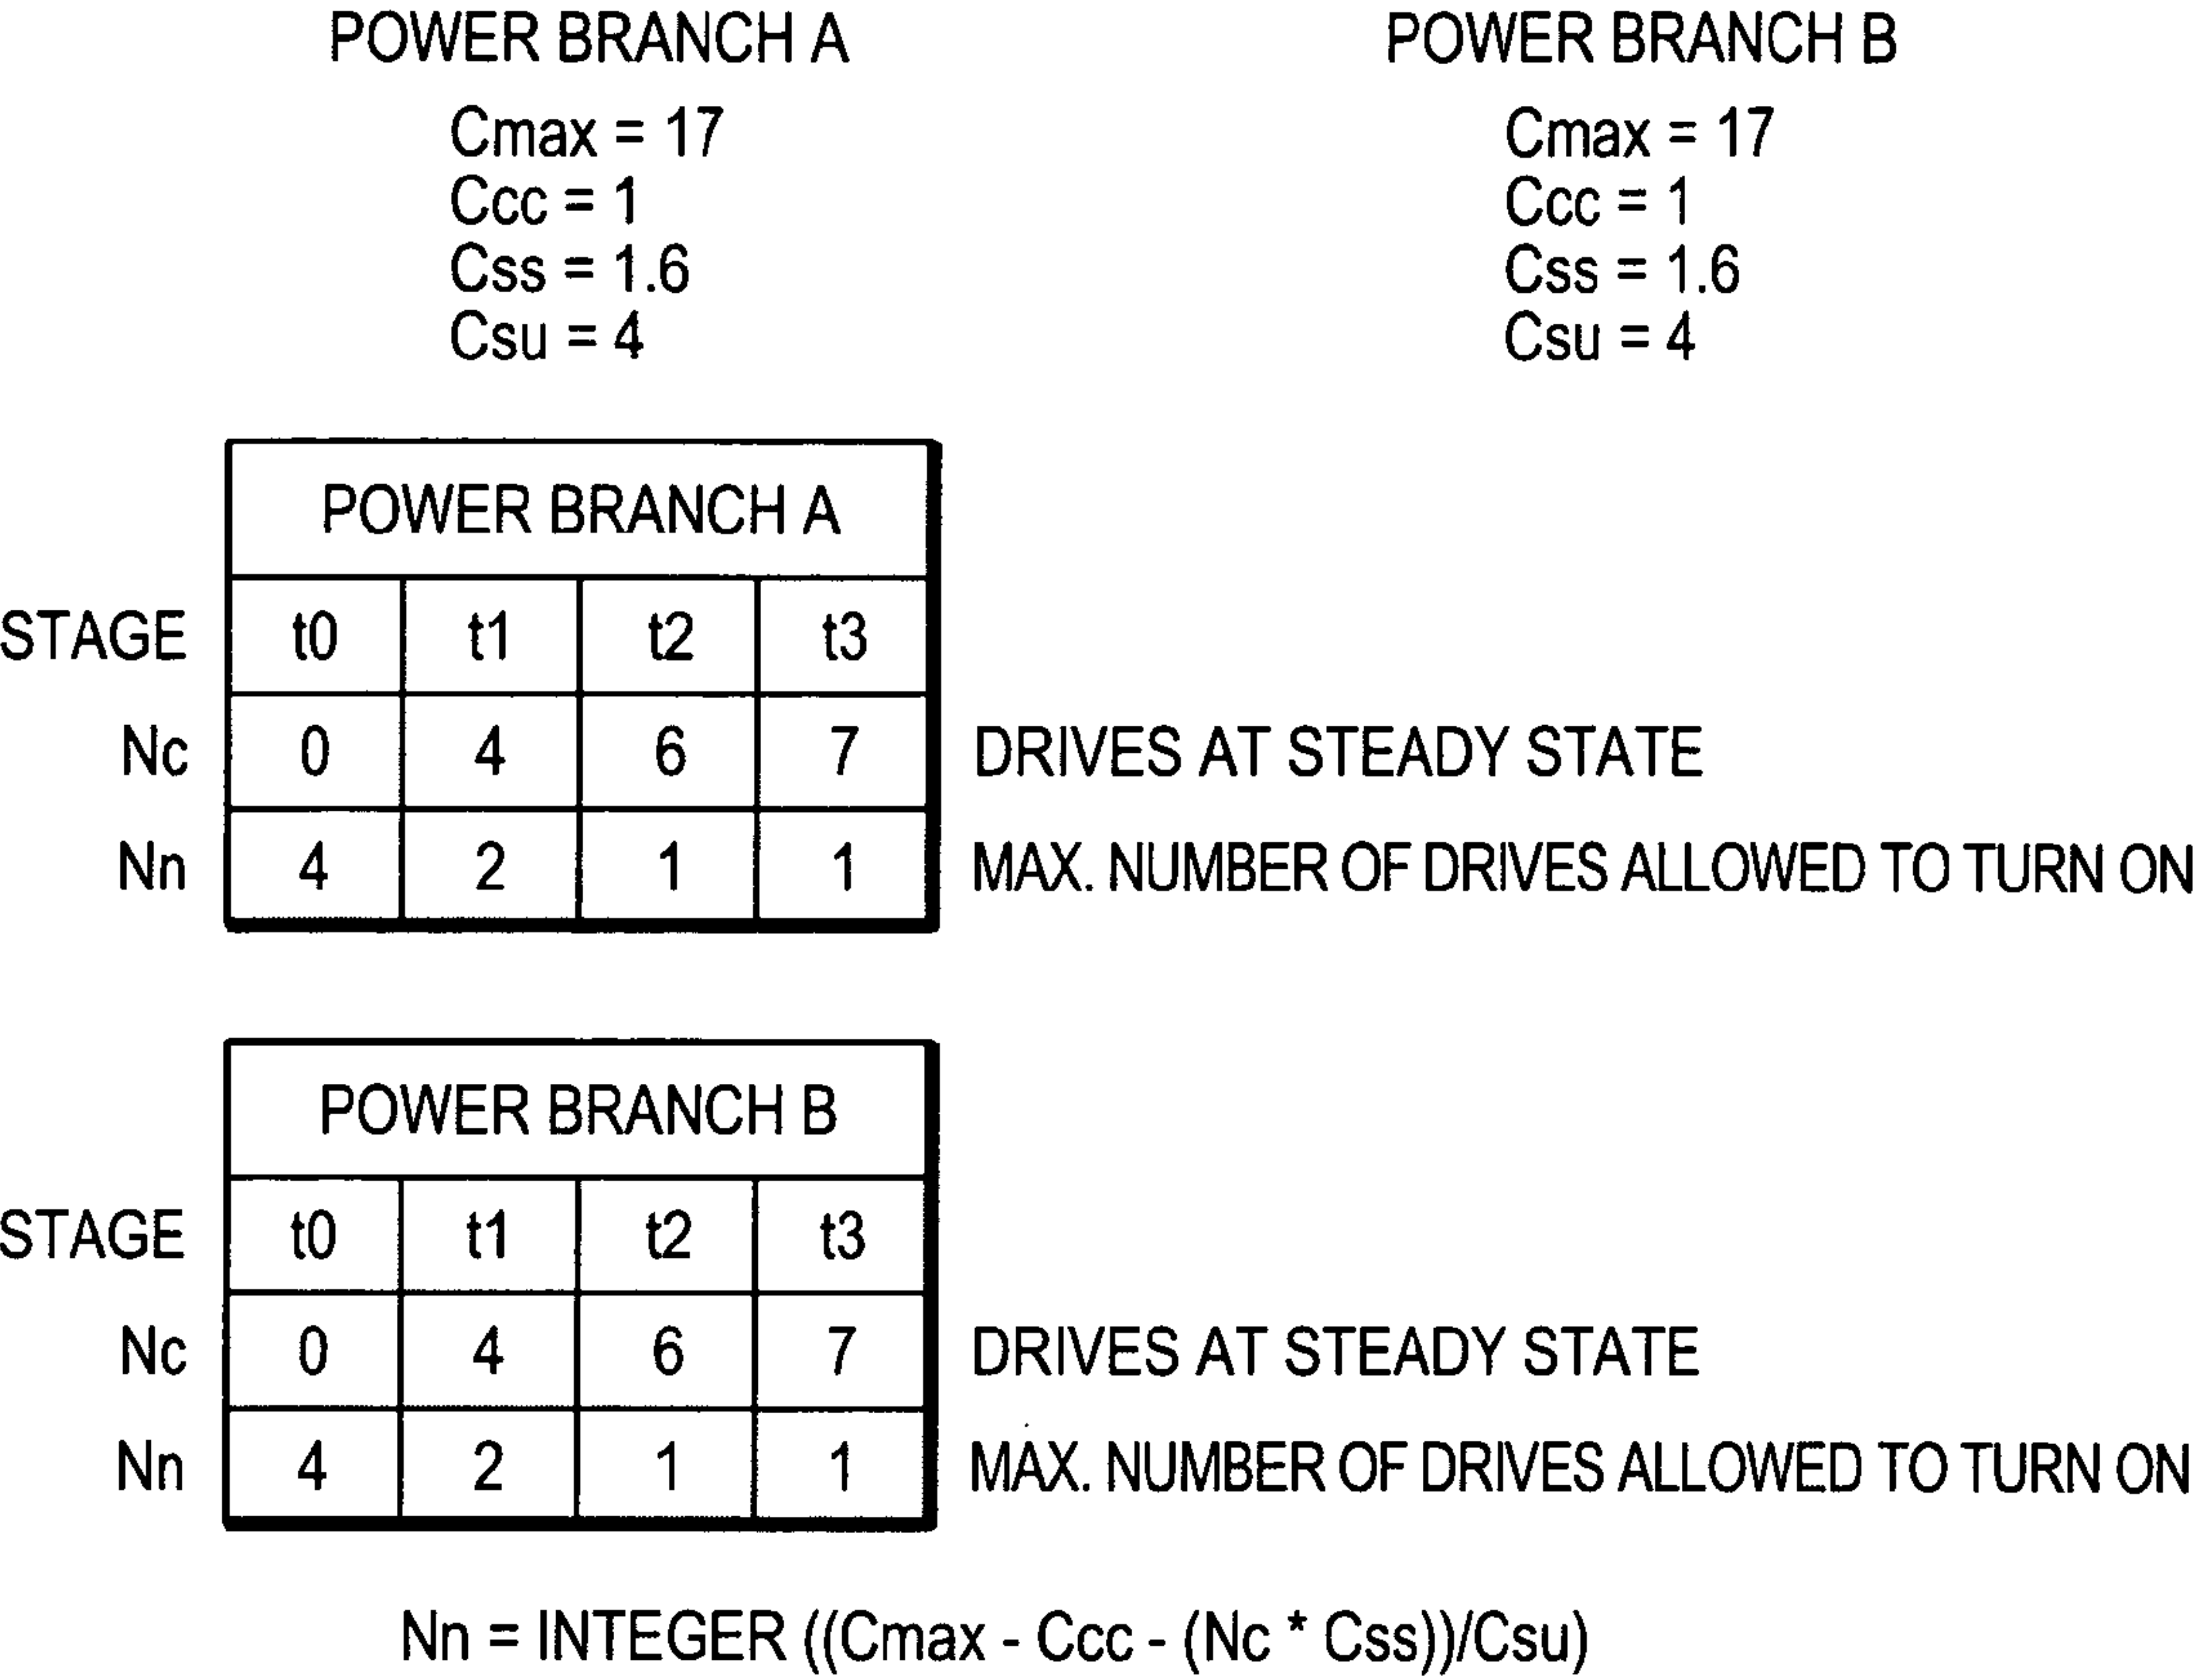 POWER BRANCH A POWER BRANCH B
Cmax = 17 Cmax = 17
Ccc = 1 Ccc = 1
Css = 1.6 Css = 1.6
Csu = 4 Csu = 4
POWER BRANCH A
STAGE t0 t1 t2 t3
Nc 0 4 6 7 DRIVES AT STEADY STATE
Nn 4 2 1 1 MAX. NUMBER OF DRIVES ALLOWED TO TURN ON
POWER BRANCH B
STAGE t0 t1 t2 t3
Nc 0 4 6 7 DRIVES AT STEADY STATE
Nn 4 2 1 1 MAX. NUMBER OF DRIVES ALLOWED TO TURN ON
Nn = INTEGER ((Cmax - Ccc - (Nc * Css))/Csu)